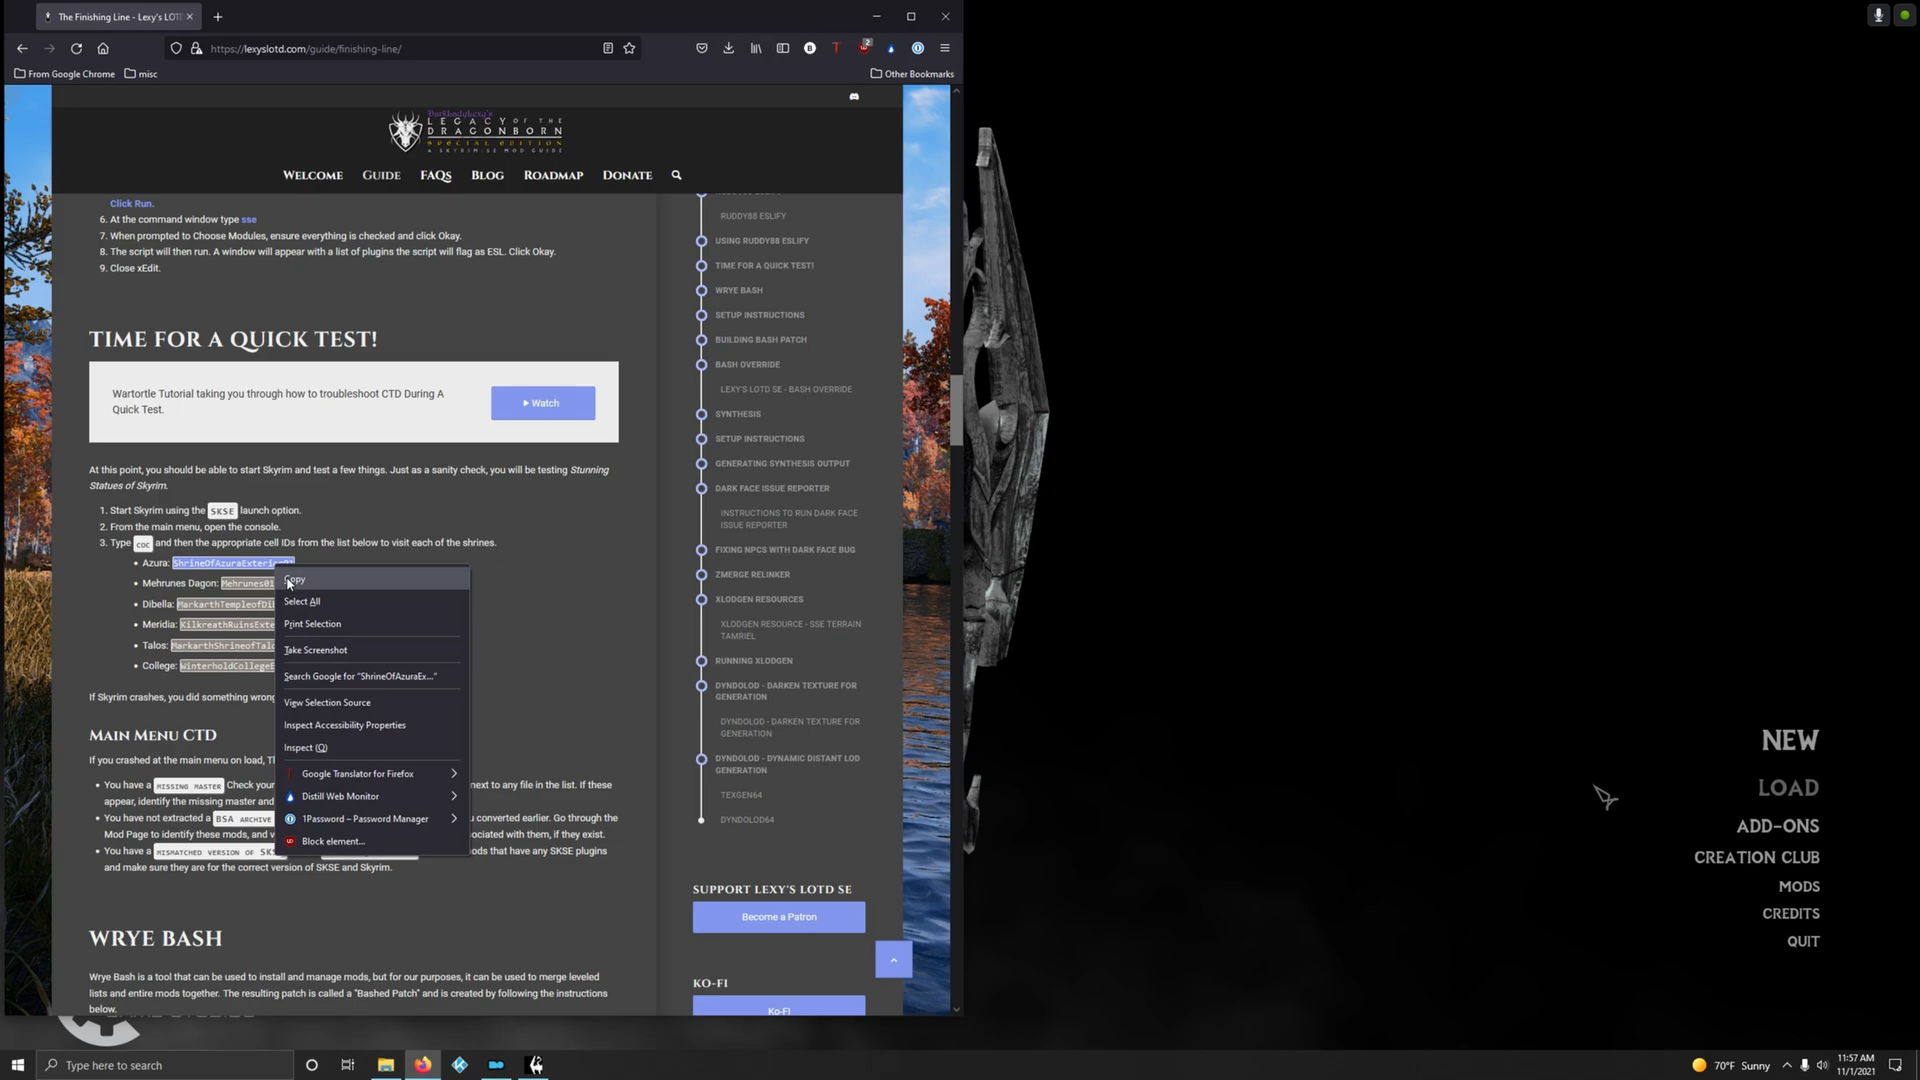 The Finishing Line - Lexy's LOTD
https://lexyslotd.com/guide/finishing-line/
2
From Google Chrome
misc
Other Bookmarks
DarkladyLexy's
LEGACY OF THE
DRAGONBORN
SPECIAL EDITION
A SKYRIM:SE MOD GUIDE
WELCOME
GUIDE
FAQS
BLOG
ROADMAP
DONATE
Click Run.
6. At the command window type sse
7. When prompted to Choose Modules, ensure everything is checked and click Okay.
8. The script will then run. A window will appear with a list of plugins the script will flag as ESL. Click Okay.
9. Close xEdit.
TIME FOR A QUICK TEST!
Wartortle Tutorial taking you through how to troubleshoot CTD During A
Quick Test.
Watch
At this point, you should be able to start Skyrim and test a few things. Just as a sanity check, you will be testing Stunning
Statues of Skyrim.
1. Start Skyrim using the SKSE launch option.
2. From the main menu, open the console.
3. Type coc and then the appropriate cell IDs from the list below to visit each of the shrines.
• Azura: ShrineOfAzuraExterior01
• Mehrunes Dagon: Mehrunes01
• Dibella: MarkarthTempleofDi
• Meridia: KilkreathRuinsExte
• Talos: MarkarthShrineofTalo
• College: WinterholdCollegeE
If Skyrim crashes, you did something wrong
MAIN MENU CTD
If you crashed at the main menu on load, Th
• You have a MISSING MASTER Check your
next to any file in the list. If these
appear, identify the missing master and
• You have not extracted a BSA ARCHIVE
u converted earlier. Go through the
Mod Page to identify these mods, and v
ociated with them, if they exist.
• You have a MISMATCHED VERSION OF SKS
ods that have any SKSE plugins
and make sure they are for the correct version of SKSE and Skyrim.
WRYE BASH
Wrye Bash is a tool that can be used to install and manage mods, but for our purposes, it can be used to merge leveled
lists and entire mods together. The resulting patch is called a "Bashed Patch" and is created by following the instructions
below.
Copy
Select All
Print Selection
Take Screenshot
Search Google for "ShrineOfAzuraEx..."
View Selection Source
Inspect Accessibility Properties
Inspect (Q)
Google Translator for Firefox
Distill Web Monitor
1Password – Password Manager
Block element...
RUDDY88 ESLIFY
USING RUDDY88 ESLIFY
TIME FOR A QUICK TEST!
WRYE BASH
SETUP INSTRUCTIONS
BUILDING BASH PATCH
BASH OVERRIDE
LEXY'S LOTD SE - BASH OVERRIDE
SYNTHESIS
SETUP INSTRUCTIONS
GENERATING SYNTHESIS OUTPUT
DARK FACE ISSUE REPORTER
INSTRUCTIONS TO RUN DARK FACE
ISSUE REPORTER
FIXING NPCS WITH DARK FACE BUG
ZMERGE RELINKER
XLODGEN RESOURCES
XLODGEN RESOURCE - SSE TERRAIN
TAMRIEL
RUNNING XLODGEN
DYNDOLOD - DARKEN TEXTURE FOR
GENERATION
DYNDOLOD - DARKEN TEXTURE FOR
GENERATION
DYNDOLOD - DYNAMIC DISTANT LOD
GENERATION
TEXGEN64
DYNDOLOD64
SUPPORT LEXY'S LOTD SE
Become a Patron
KO-FI
Ko-Fi
NEW
LOAD
ADD-ONS
CREATION CLUB
MODS
CREDITS
QUIT
Type here to search
70°F Sunny
11:57 AM
11/1/2021